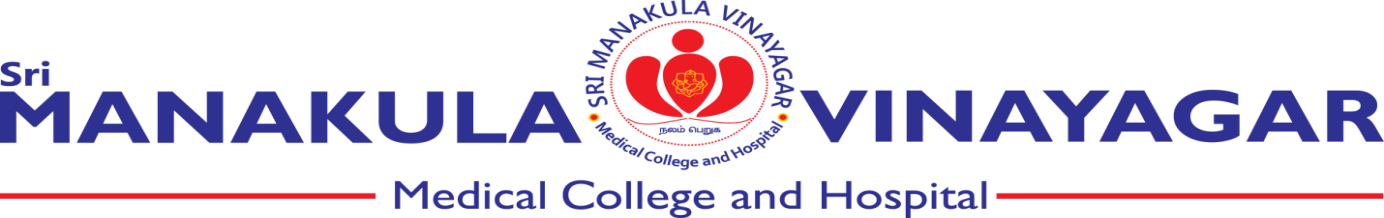 Sri
MANAKULA VINAYAGAR
SRI MANAKULA VINAYAGAR
நலம் பெறுக
Medical College and Hospital
Medical College and Hospital